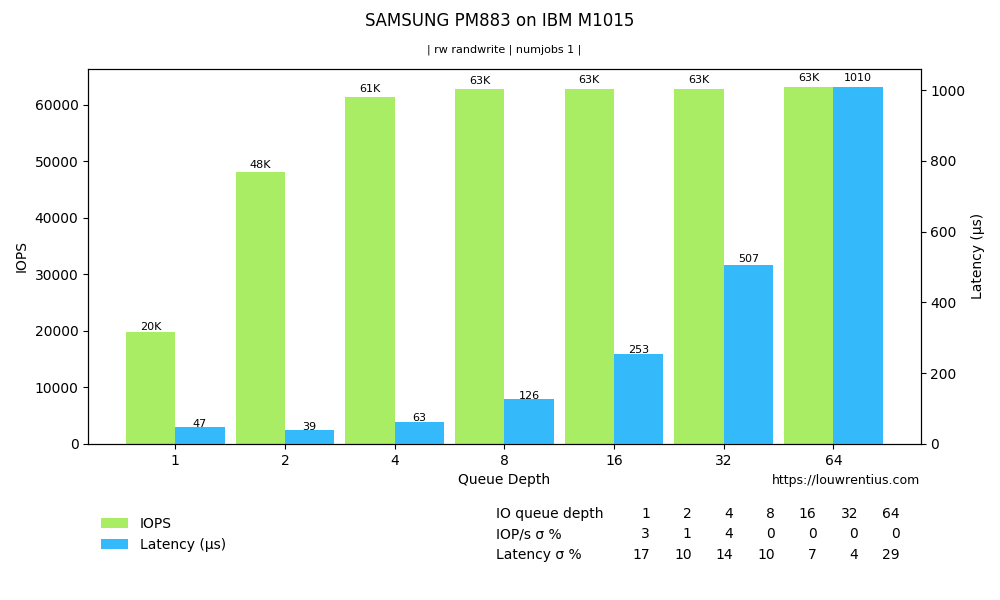 SAMSUNG PM883 on IBM M1015
| rw randwrite | numjobs 1 |
IOPS
Latency (µs)
60000
50000
40000
30000
20000
10000
0
1000
800
600
400
200
0
20K
48K
61K
63K
63K
63K
63K
47
39
63
126
253
507
1010
1 2 4 8 16 32 64
Queue Depth
https://louwrentius.com
IOPS
Latency (µs)
IO queue depth 1 2 4 8 16 32 64
IOP/s σ % 3 1 4 0 0 0 0
Latency σ % 17 10 14 10 7 4 29